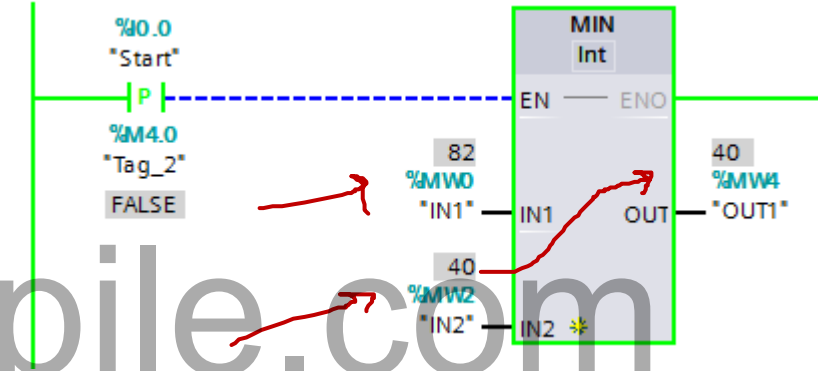 %I0.0
"Start"
P
%M4.0
"Tag_2"
FALSE
MIN
Int
EN
ENO
82
%MW0
"IN1"
IN1
40
%MW2
"IN2"
IN2
OUT
40
%MW4
"OUT1"
pile.com